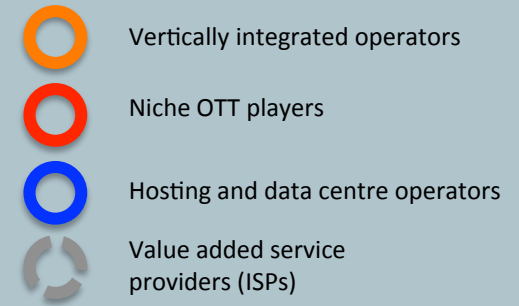 Vertically integrated operators
Niche OTT players
Hosting and data centre operators
Value added service
providers (ISPs)